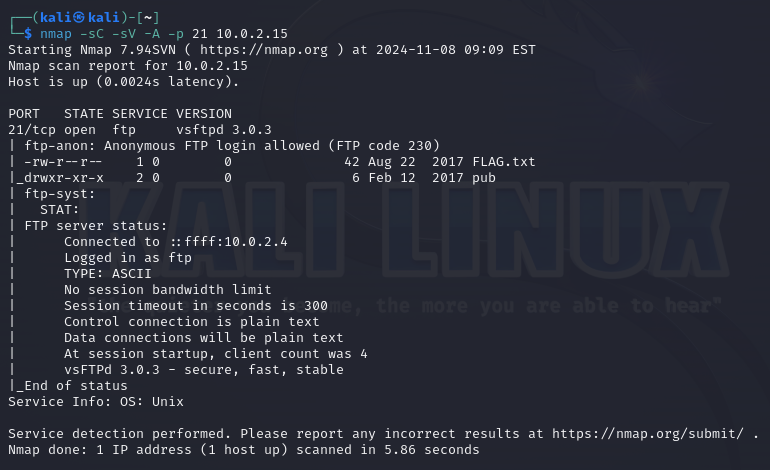 ┌──(kali㉿kali)-[~]
└─$ nmap -sC -sV -A -p 21 10.0.2.15
Starting Nmap 7.94SVN ( https://nmap.org ) at 2024-11-08 09:09 EST
Nmap scan report for 10.0.2.15
Host is up (0.0024s latency).

PORT   STATE SERVICE VERSION
21/tcp open  ftp     vsftpd 3.0.3
| ftp-anon: Anonymous FTP login allowed (FTP code 230)
| -rw-r--r--    1 0        0              42 Aug 22  2017 FLAG.txt
|_drwxr-xr-x    2 0        0               6 Feb 12  2017 pub
| ftp-syst:
|   STAT:
| FTP server status:
|      Connected to ::ffff:10.0.2.4
|      Logged in as ftp
|      TYPE: ASCII
|      No session bandwidth limit
|      Session timeout in seconds is 300
|      Control connection is plain text
|      Data connections will be plain text
|      At session startup, client count was 4
|      vsFTPd 3.0.3 - secure, fast, stable
|_End of status
Service Info: OS: Unix

Service detection performed. Please report any incorrect results at https://nmap.org/submit/ .
Nmap done: 1 IP address (1 host up) scanned in 5.86 seconds
KALI LINUX
the more you are able to hear"